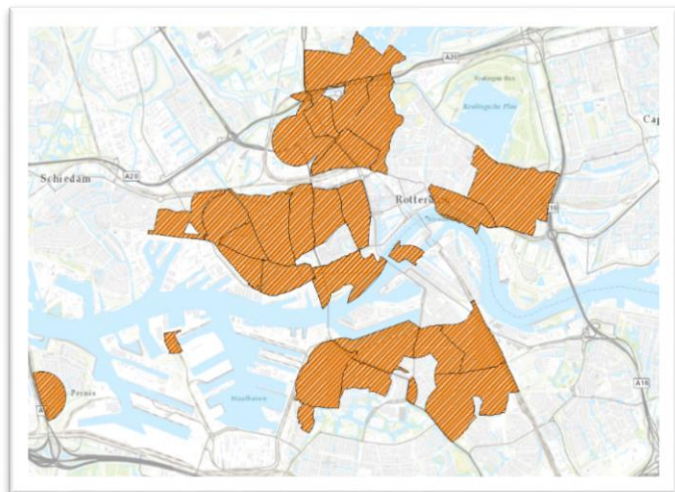 A20
Kralingse Bos
Kralingse Plas
Cap
Schiedam
A20
Rotterdam
Pernis
Waalhaven
A16